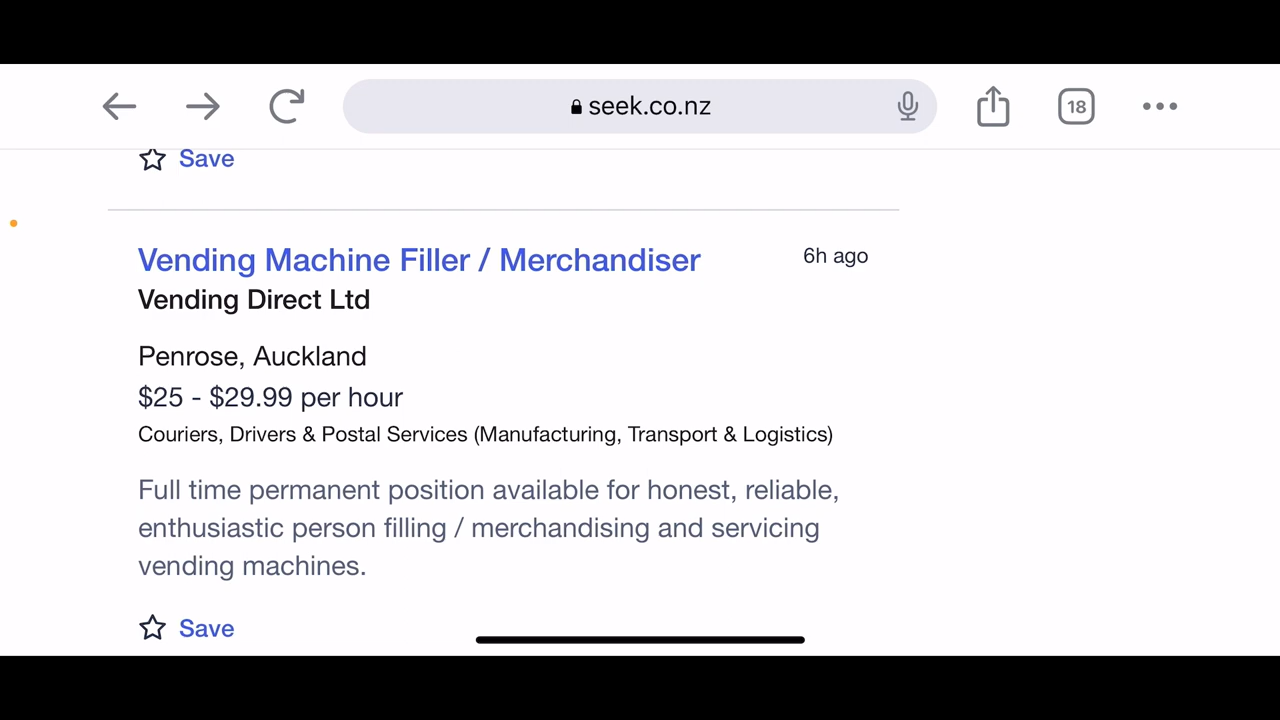 seek.co.nz
18
Save
Vending Machine Filler / Merchandiser
6h ago
Vending Direct Ltd
Penrose, Auckland
$25 - $29.99 per hour
Couriers, Drivers & Postal Services (Manufacturing, Transport & Logistics)
Full time permanent position available for honest, reliable,
enthusiastic person filling / merchandising and servicing
vending machines.
Save